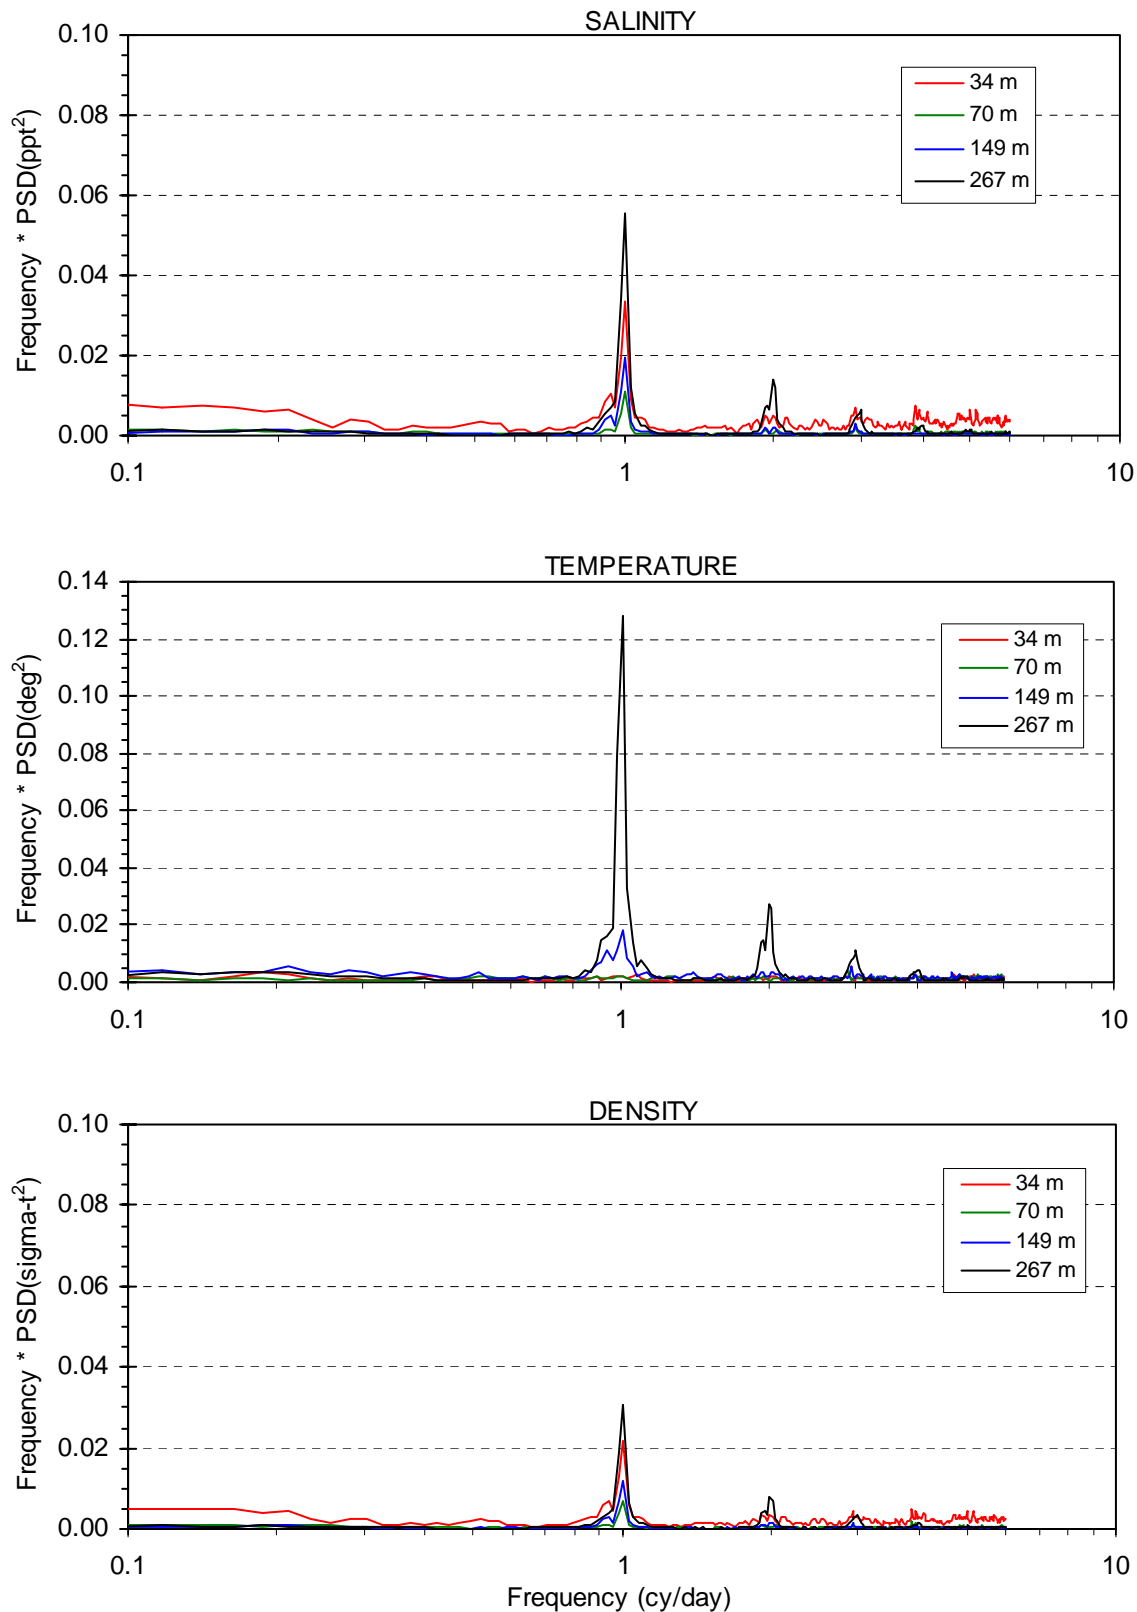 SALINITY
Frequency * PSD(ppt²)
0.10
0.08
0.06
0.04
0.02
0.00
0.1
1
10
34 m
70 m
149 m
267 m
TEMPERATURE
Frequency * PSD(deg²)
0.14
0.12
0.10
0.08
0.06
0.04
0.02
0.00
0.1
1
10
34 m
70 m
149 m
267 m
DENSITY
Frequency * PSD(sigma-t²)
0.10
0.08
0.06
0.04
0.02
0.00
0.1
1
10
34 m
70 m
149 m
267 m
Frequency (cy/day)